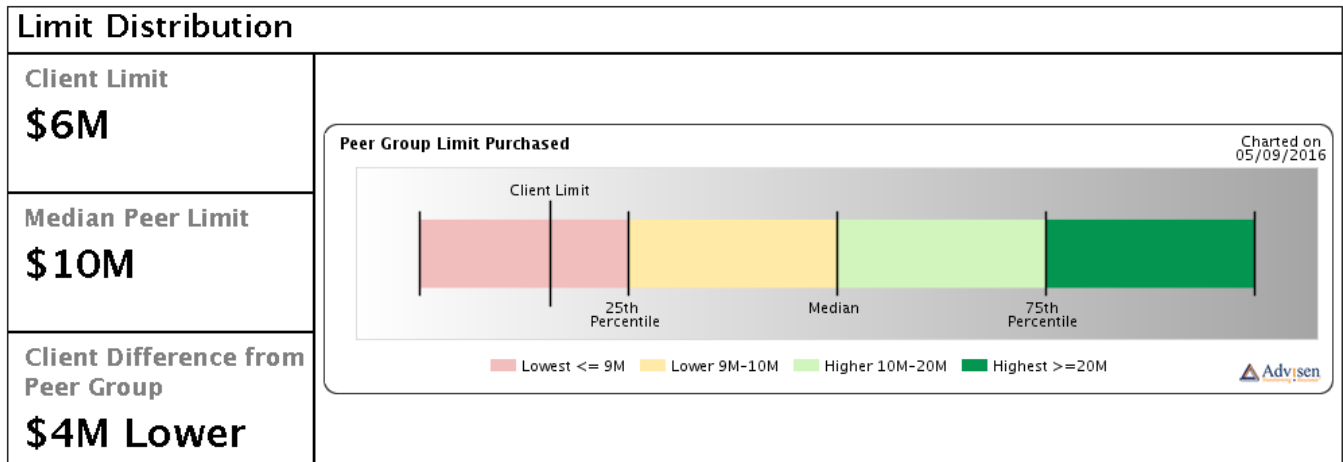 Limit Distribution
Client Limit
$6M
Median Peer Limit
$10M
Client Difference from
Peer Group
$4M Lower
Peer Group Limit Purchased
Charted on
05/09/2016
Client Limit
25th
Percentile
Median
75th
Percentile
Lowest <= 9M
Lower 9M-10M
Higher 10M-20M
Highest >=20M
Advisen